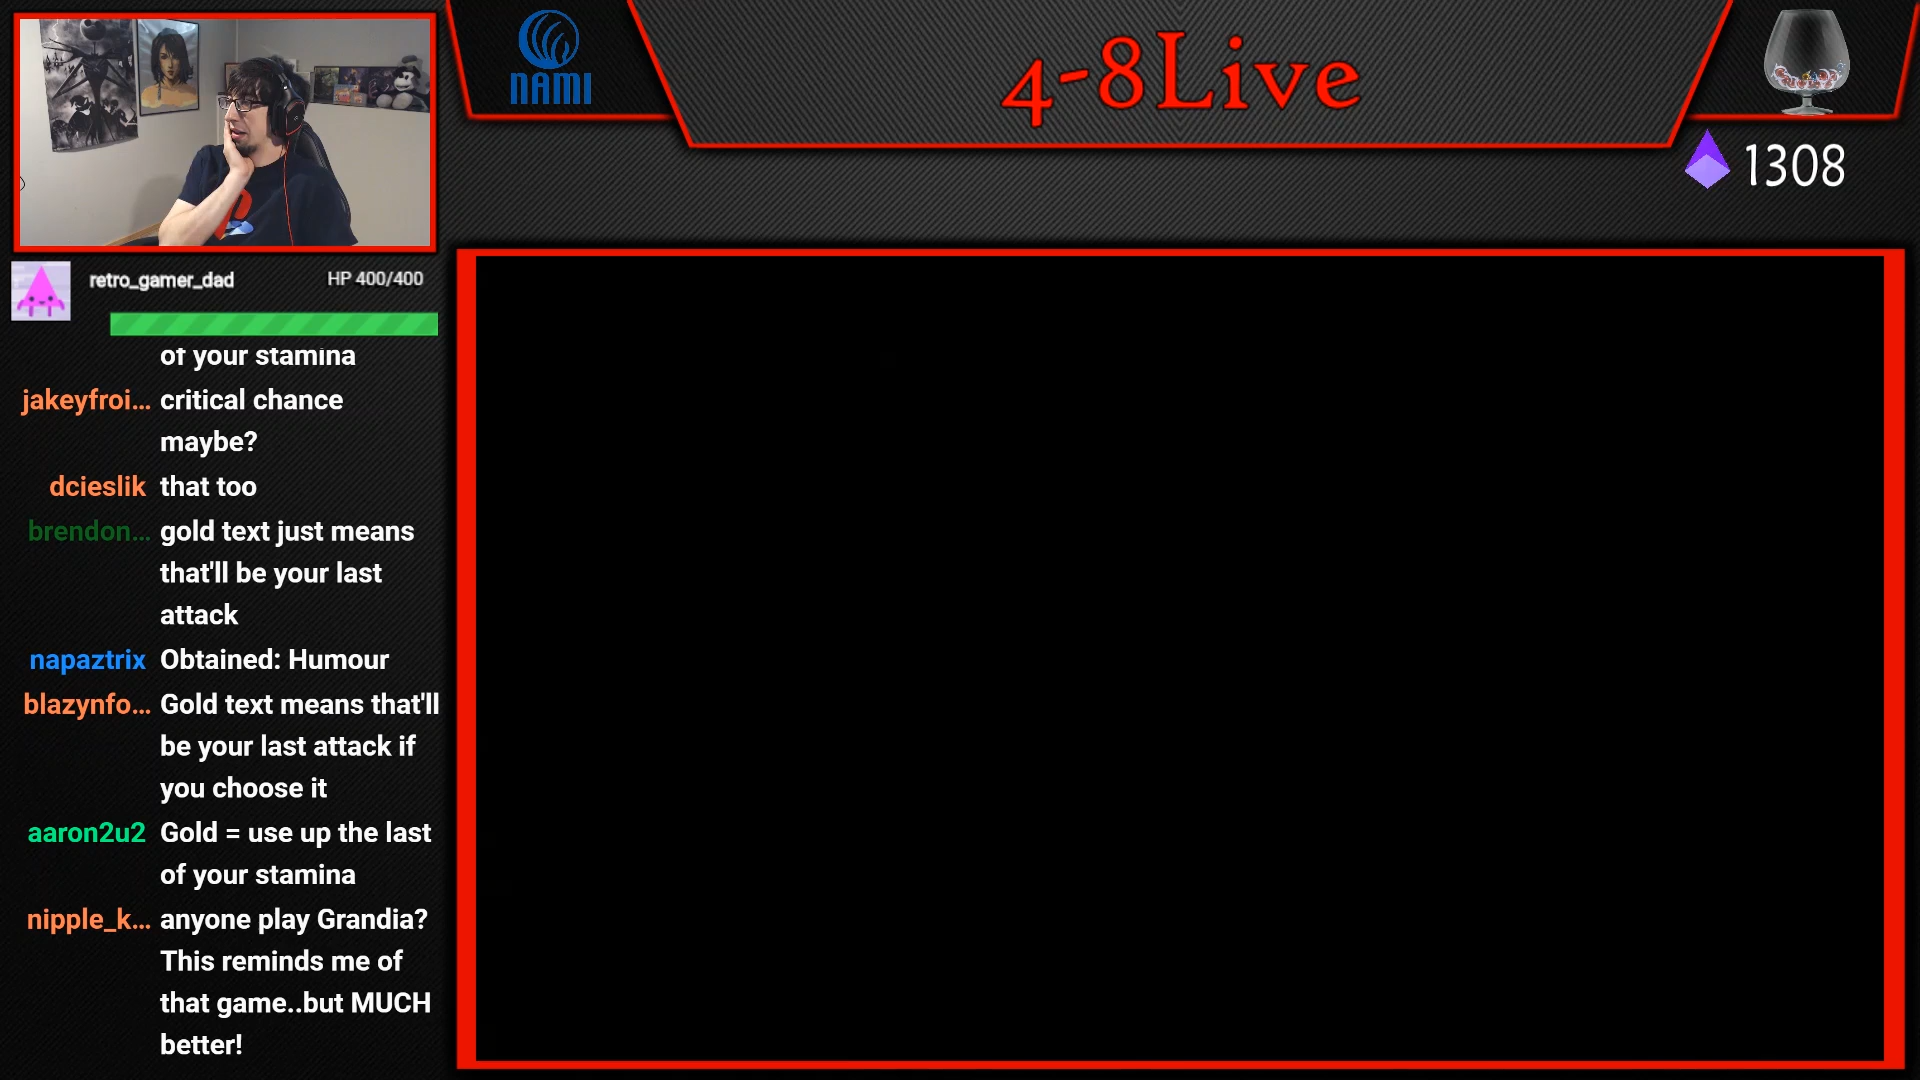 NAMI
4-8Live
1308
retro_gamer_dad HP 400/400
of your stamina
jakeyfroi... critical chance
maybe?
dcieslik that too
brendon... gold text just means
that'll be your last
attack
napaztrix Obtained: Humour
blazynfo... Gold text means that'll
be your last attack if
you choose it
aaron2u2 Gold = use up the last
of your stamina
nipple_k... anyone play Grandia?
This reminds me of
that game..but MUCH
better!